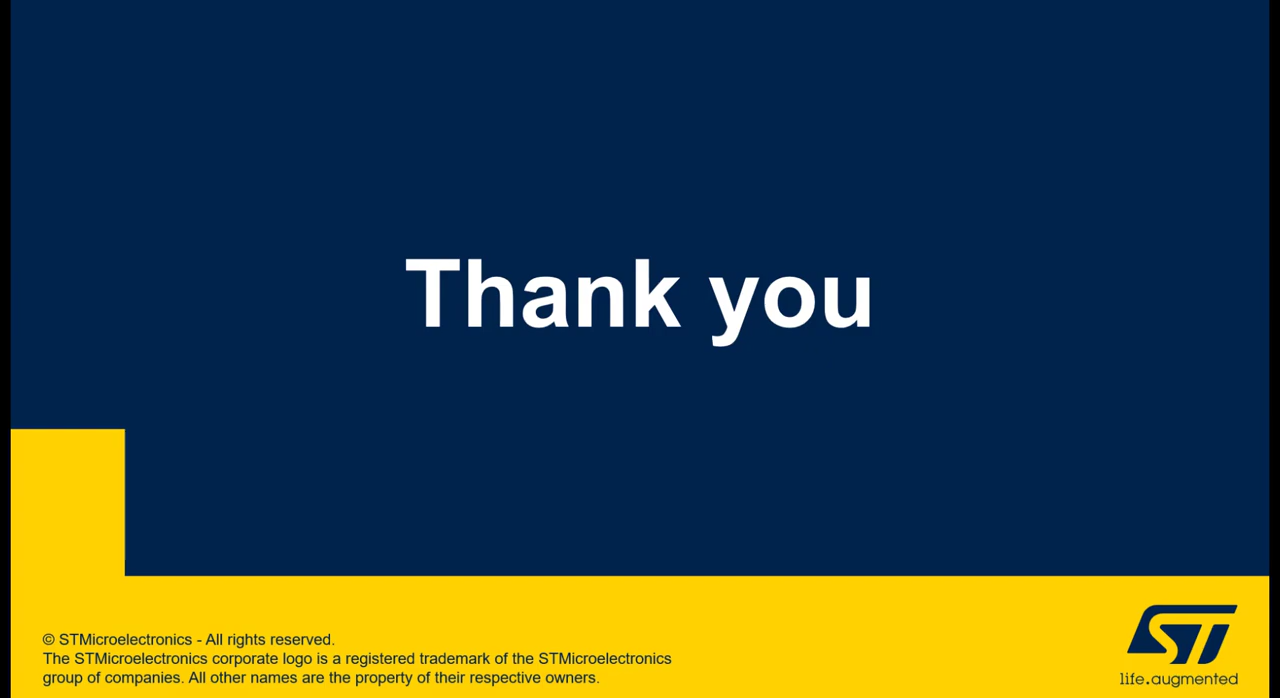 Thank you
© STMicroelectronics - All rights reserved.
The STMicroelectronics corporate logo is a registered trademark of the STMicroelectronics
group of companies. All other names are the property of their respective owners.
ST
life.augmented